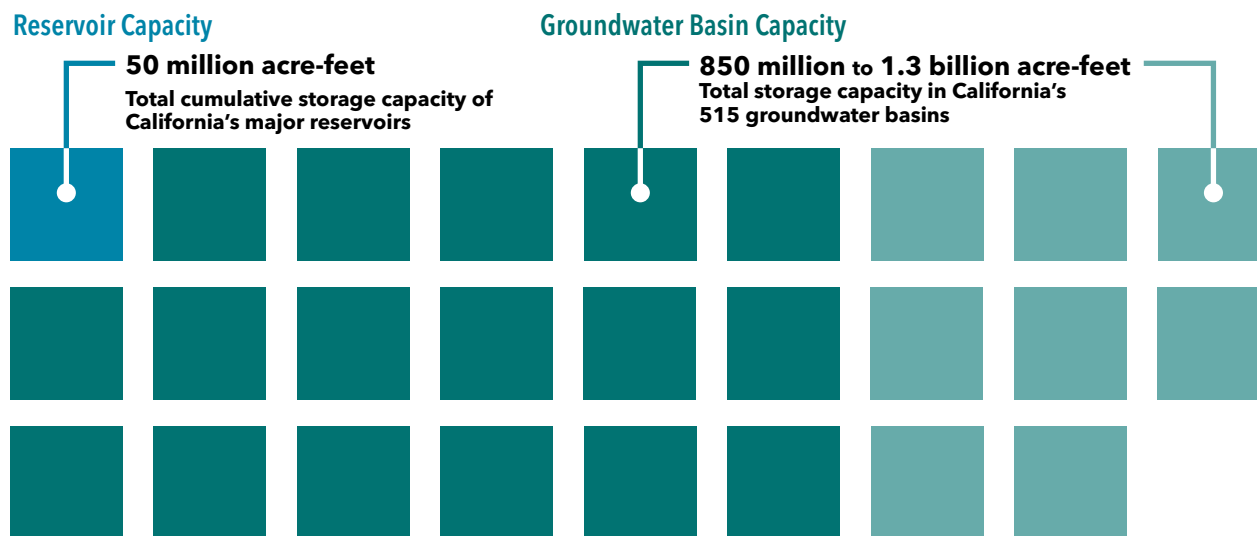 Reservoir Capacity
50 million acre-feet
Total cumulative storage capacity of
California’s major reservoirs
Groundwater Basin Capacity
850 million to 1.3 billion acre-feet
Total storage capacity in California’s
515 groundwater basins